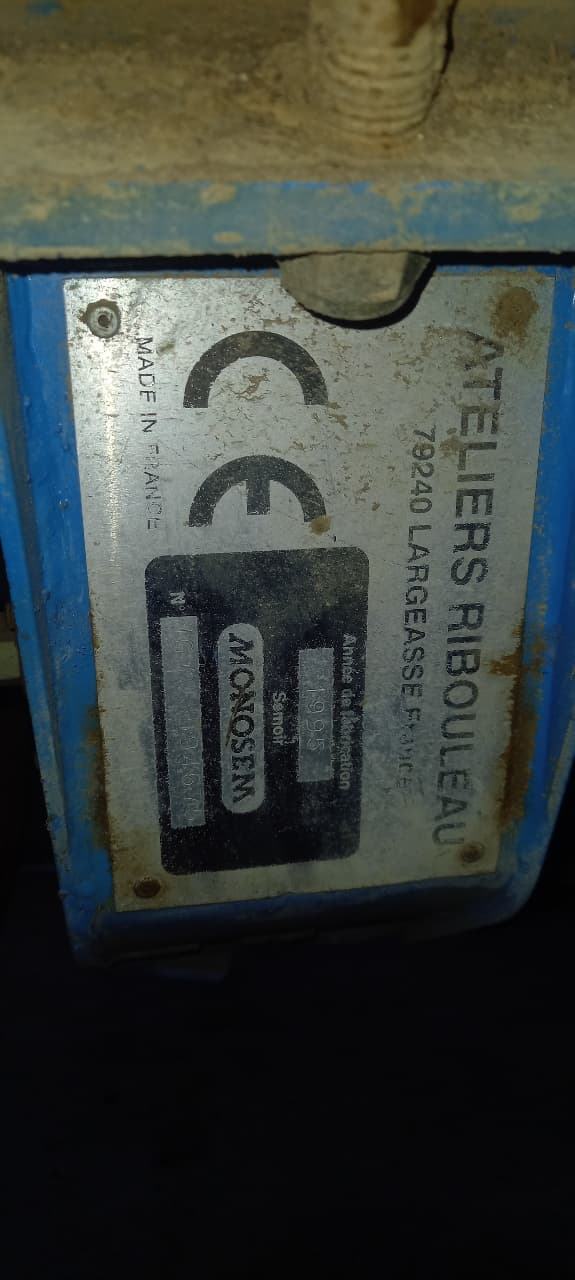 ATELIERS RIBOULEAU
79240 LARGEASSE France
Année de fabrication
1995
Semoir
MONOSEM
N°
CE
MADE IN FRANCE